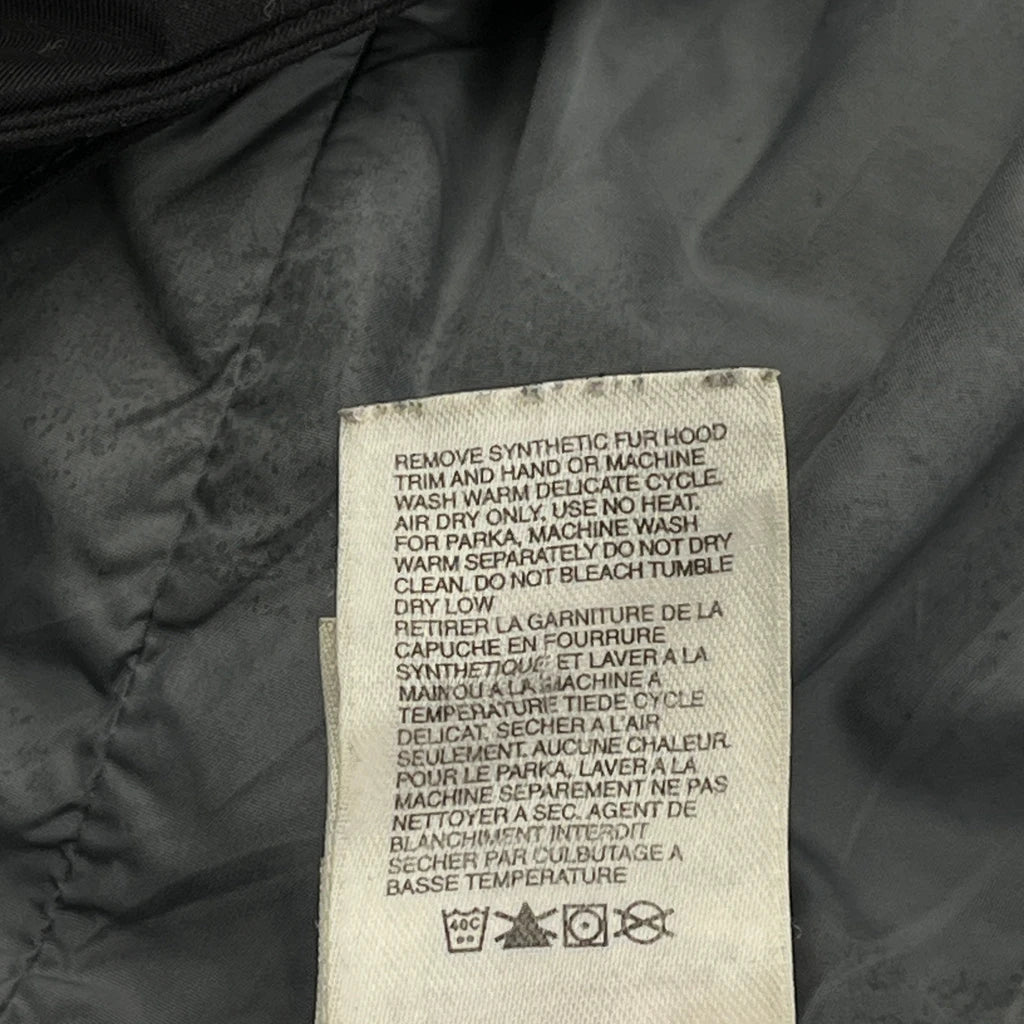 REMOVE SYNTHETIC FUR HOOD
TRIM AND HAND OR MACHINE
WASH WARM DELICATE CYCLE.
AIR DRY ONLY, USE NO HEAT.
FOR PARKA, MACHINE WASH
WARM SEPARATELY DO NOT DRY
CLEAN. DO NOT BLEACH TUMBLE
DRY LOW
RETIRER LA GARNITURE DE LA
CAPUCHE EN FOURRURE
SYNTHETIQUE ET LAVER A LA
MAIN OU A LA MACHINE A
TEMPERATURE TIEDE CYCLE
DELICAT. SECHER A L'AIR
SEULEMENT. AUCUNE CHALEUR.
POUR LE PARKA, LAVER A LA
MACHINE SEPAREMENT NE PAS
NETTOYER A SEC. AGENT DE
BLANCHIMENT INTERDIT
SECHER PAR CULBUTAGE A
BASSE TEMPERATURE
40C